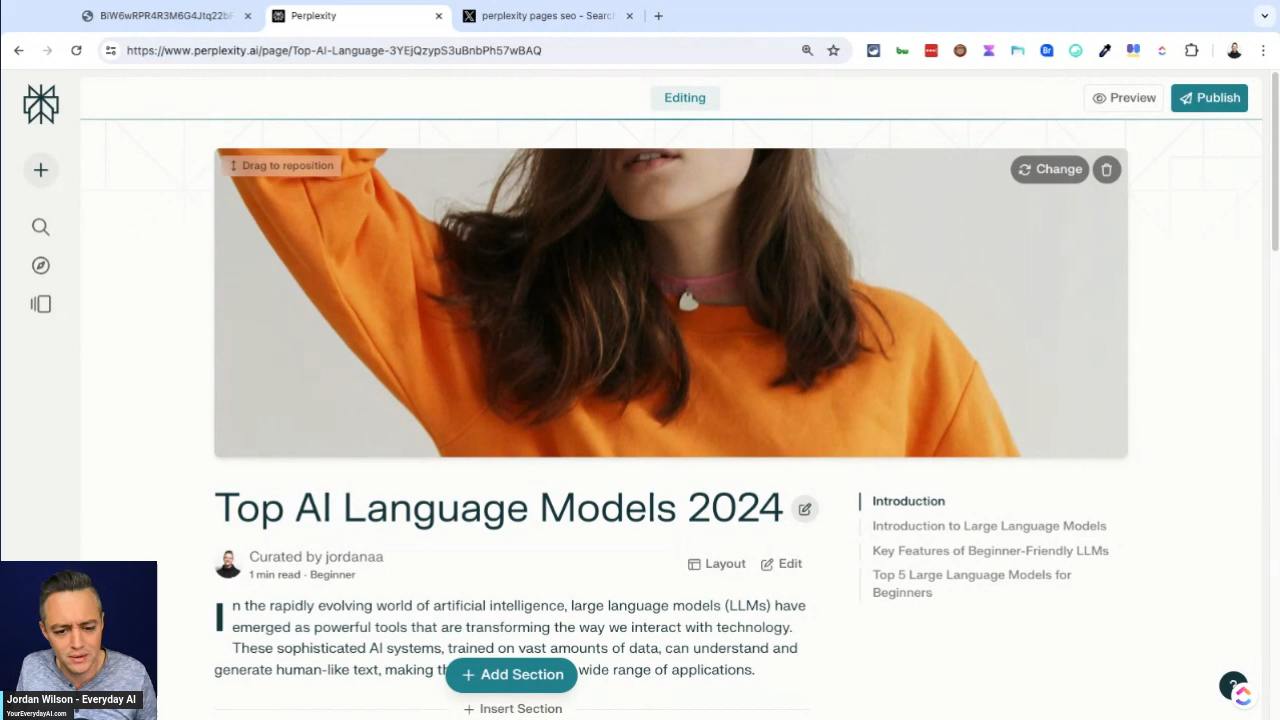 BiW6wRPR4R3M6G4Jtq22b
Perplexity
perplexity pages seo - Searc
https://www.perplexity.ai/page/Top-AI-Language-3YEjQzypS3uBnbPh57wBAQ
Editing
Preview
Publish
Drag to reposition
Change
Top AI Language Models 2024
Curated by jordanaa
1 min read · Beginner
Layout
Edit
In the rapidly evolving world of artificial intelligence, large language models (LLMs) have
emerged as powerful tools that are transforming the way we interact with technology.
These sophisticated AI systems, trained on vast amounts of data, can understand and
generate human-like text, making th wide range of applications.
+ Add Section
+ Insert Section
Introduction
Introduction to Large Language Models
Key Features of Beginner-Friendly LLMs
Top 5 Large Language Models for
Beginners
Jordan Wilson - Everyday AI
YourEverydayAI.com
?